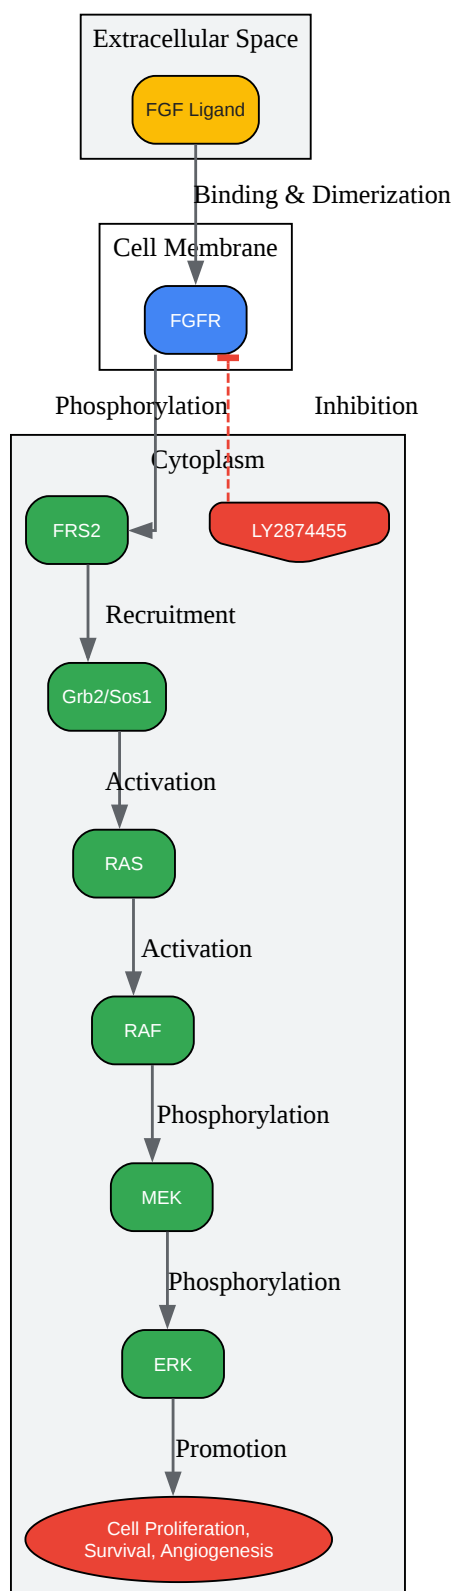 Extracellular Space
FGF Ligand
Binding & Dimerization
Cell Membrane
FGFR
Phosphorylation
Inhibition
Cytoplasm
FRS2
LY2874455
Recruitment
Grb2/Sos1
Activation
RAS
Activation
RAF
Phosphorylation
MEK
Phosphorylation
ERK
Promotion
Cell Proliferation,
Survival, Angiogenesis